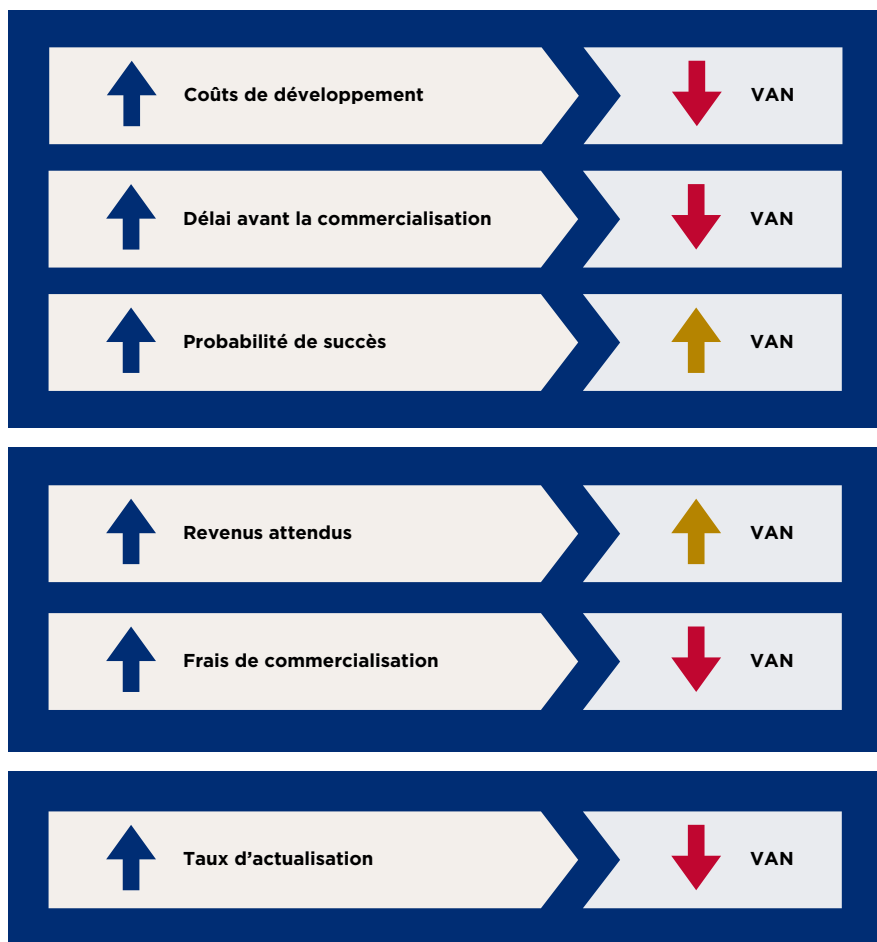 Coûts de développement VAN
Délai avant la commercialisation VAN
Probabilité de succès VAN
Revenus attendus VAN
Frais de commercialisation VAN
Taux d’actualisation VAN